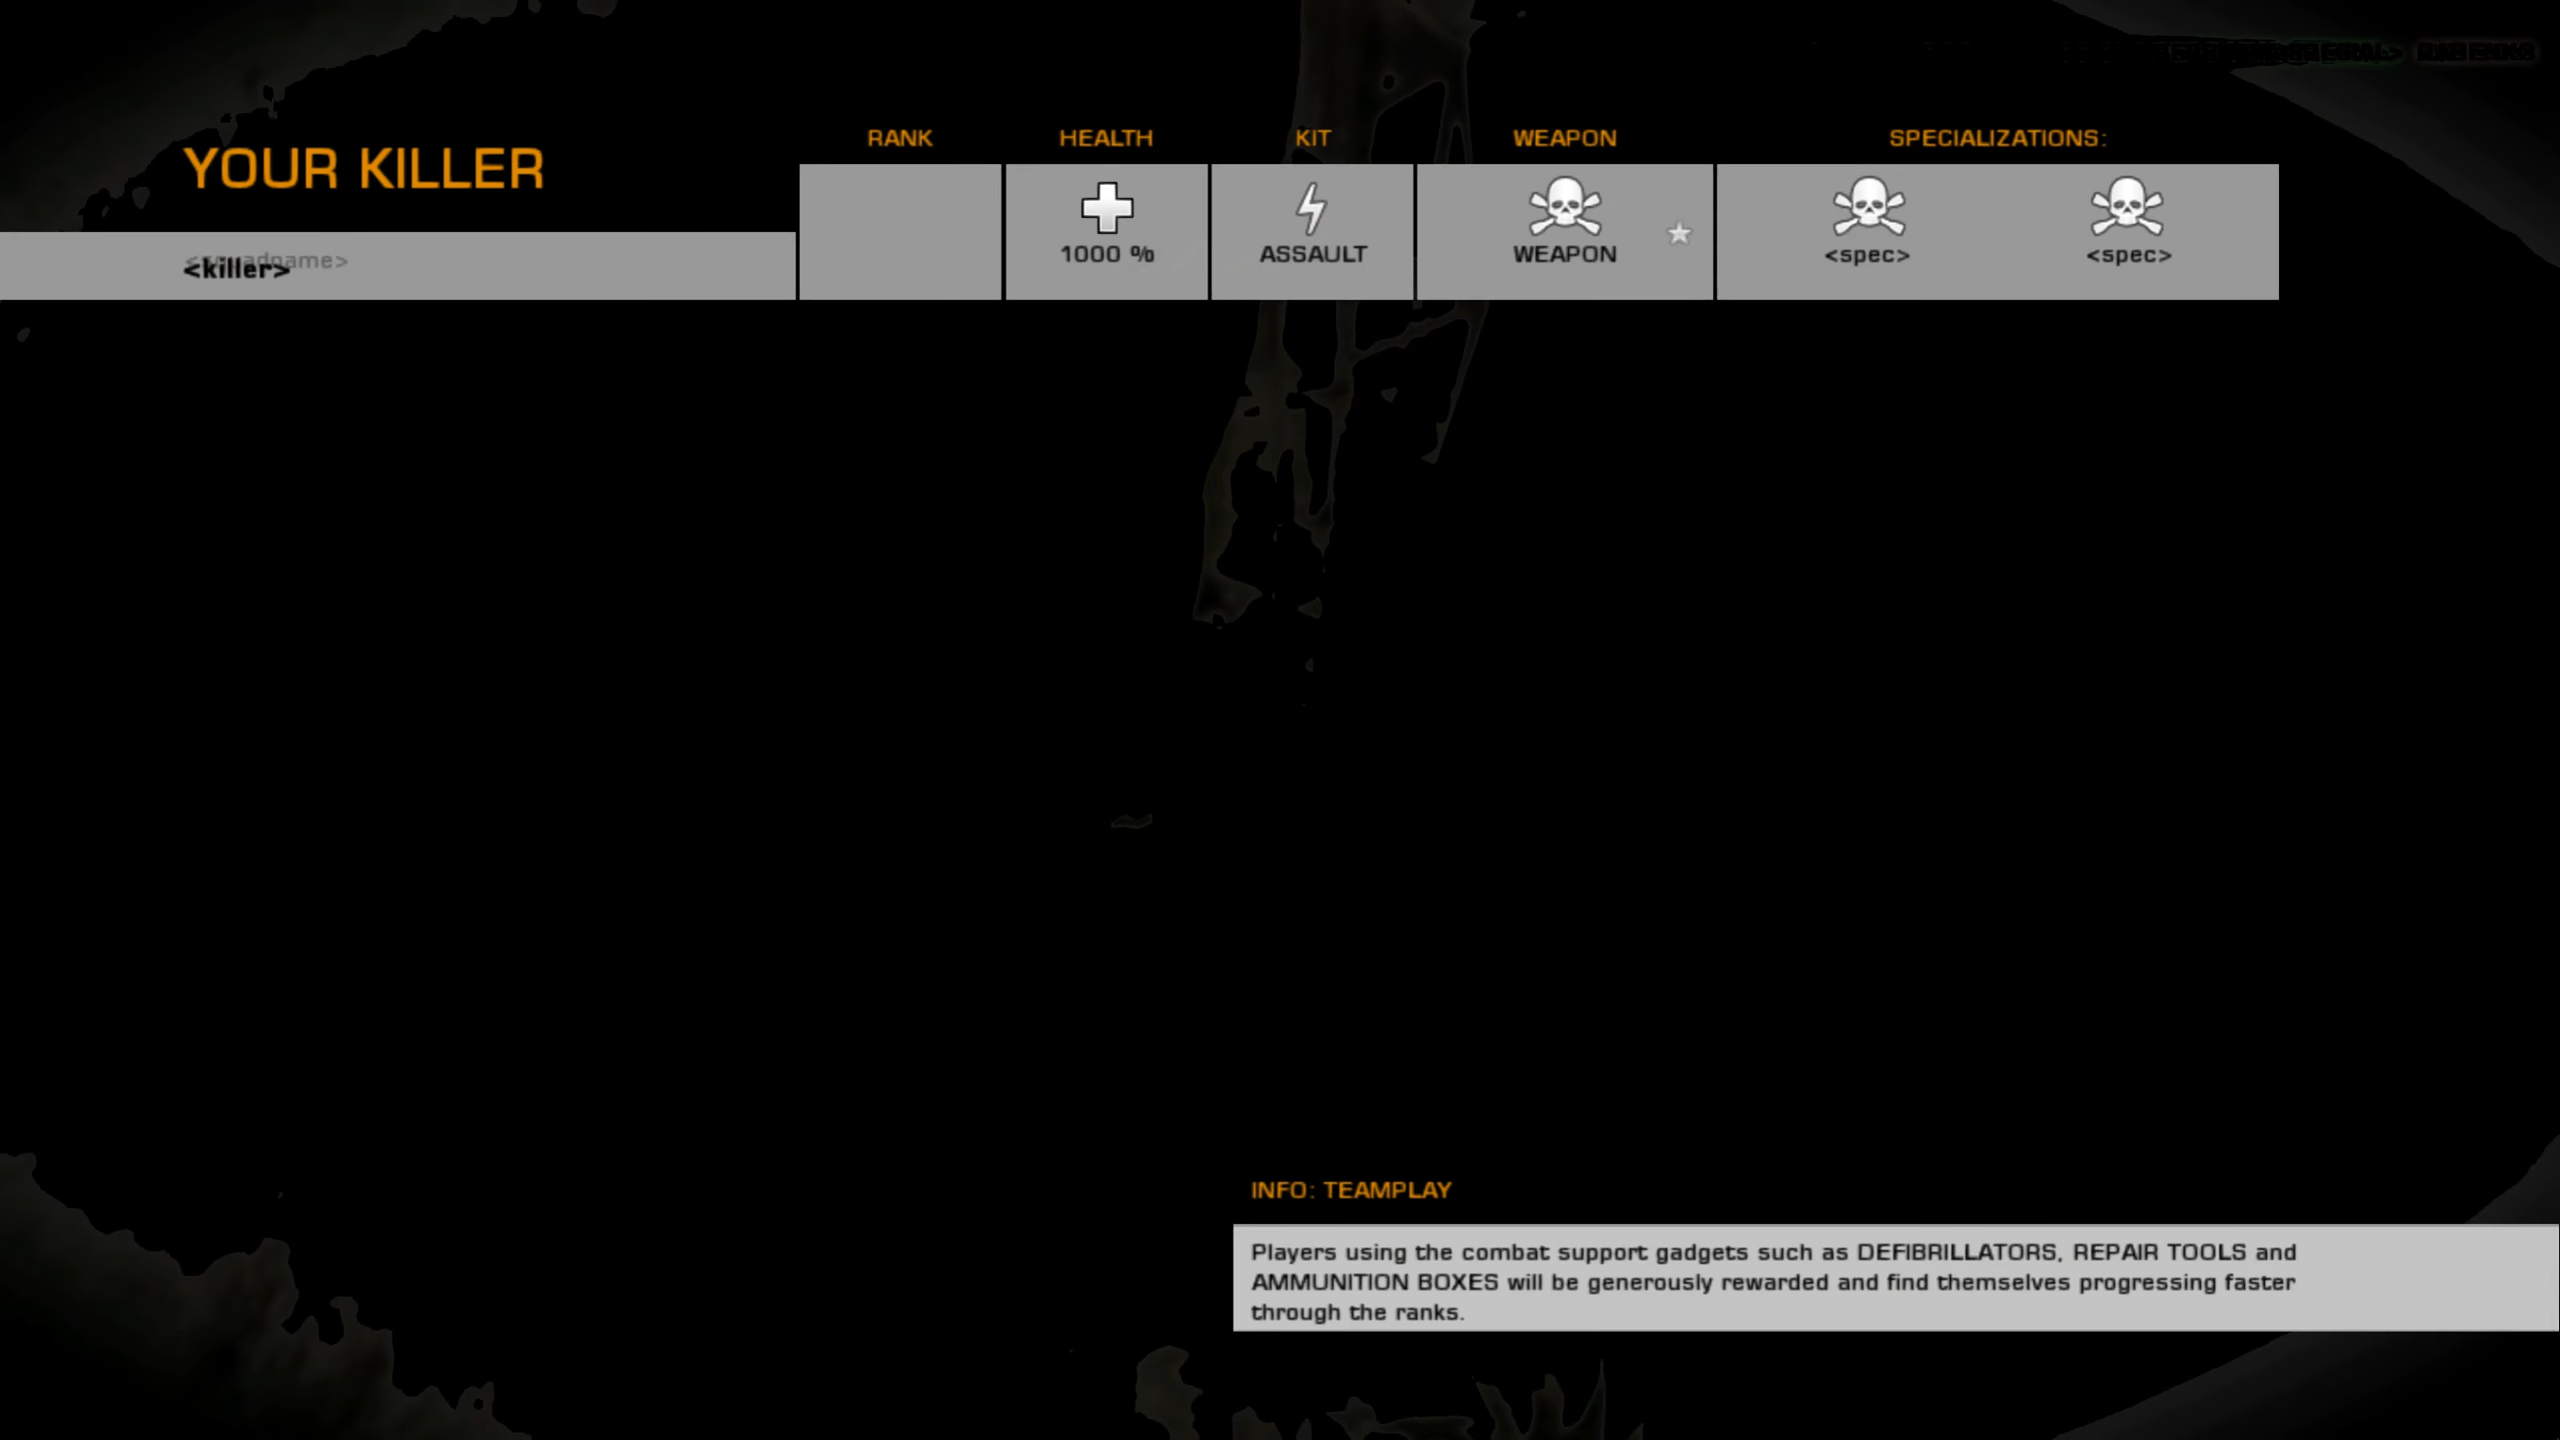 YOUR KILLER
<killer>
RANK
HEALTH
1000 %
KIT
ASSAULT
WEAPON
WEAPON
SPECIALIZATIONS:
<spec>
<spec>
INFO: TEAMPLAY
Players using the combat support gadgets such as DEFIBRILLATORS, REPAIR TOOLS and
AMMUNITION BOXES will be generously rewarded and find themselves progressing faster
through the ranks.